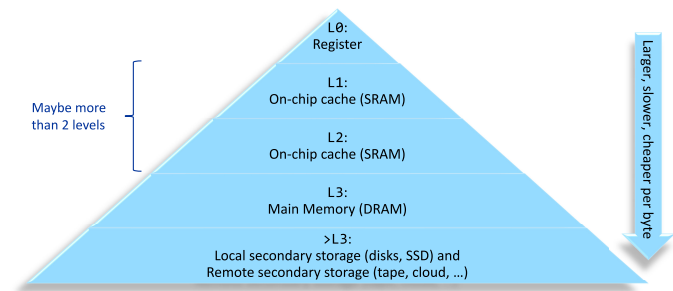 L0:
Register
L1:
On-chip cache (SRAM)
Maybe more
than 2 levels
L2:
On-chip cache (SRAM)
L3:
Main Memory (DRAM)
>L3:
Local secondary storage (disks, SSD) and
Remote secondary storage (tape, cloud, …)
Larger, slower, cheaper per byte